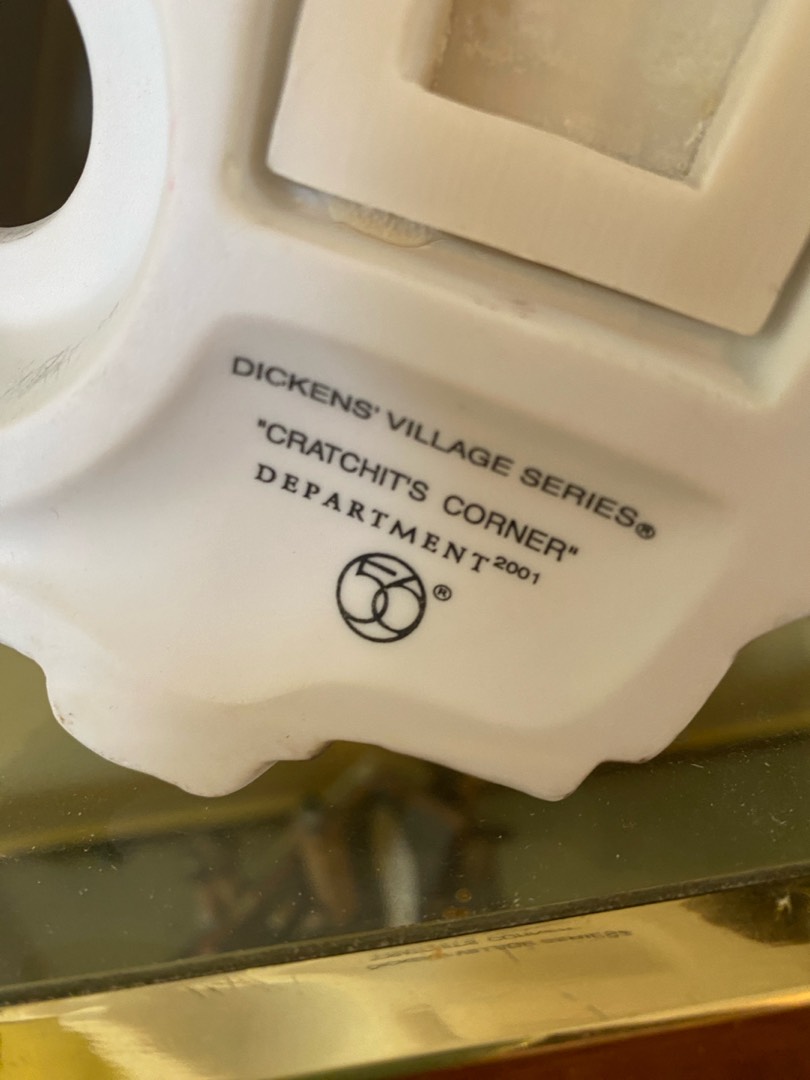 DICKENS' VILLAGE SERIES®
"CRATCHIT'S CORNER"
DEPARTMENT 2001
56®